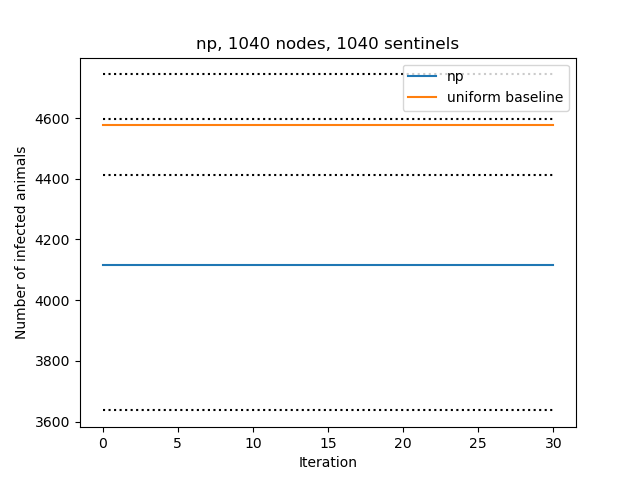 np, 1040 nodes, 1040 sentinels
np
uniform baseline
4600
4400
4200
4000
3800
3600
Number of infected animals
0 5 10 15 20 25 30
Iteration